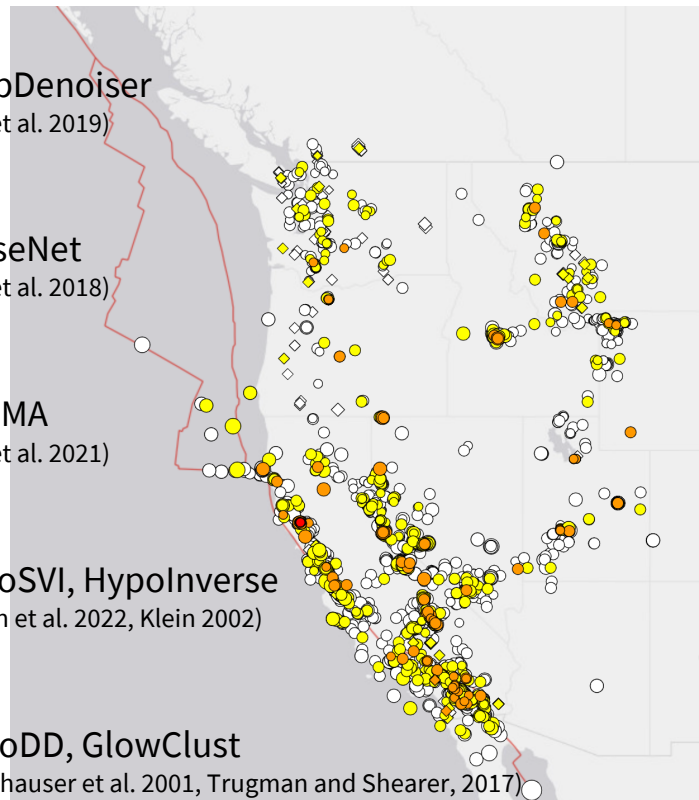 pDenoiser
et al. 2019)
seNet
et al. 2018)
MA
et al. 2021)
oSVI, HypoInverse
n et al. 2022, Klein 2002)
oDD, GlowClust
hauser et al. 2001, Trugman and Shearer, 2017)